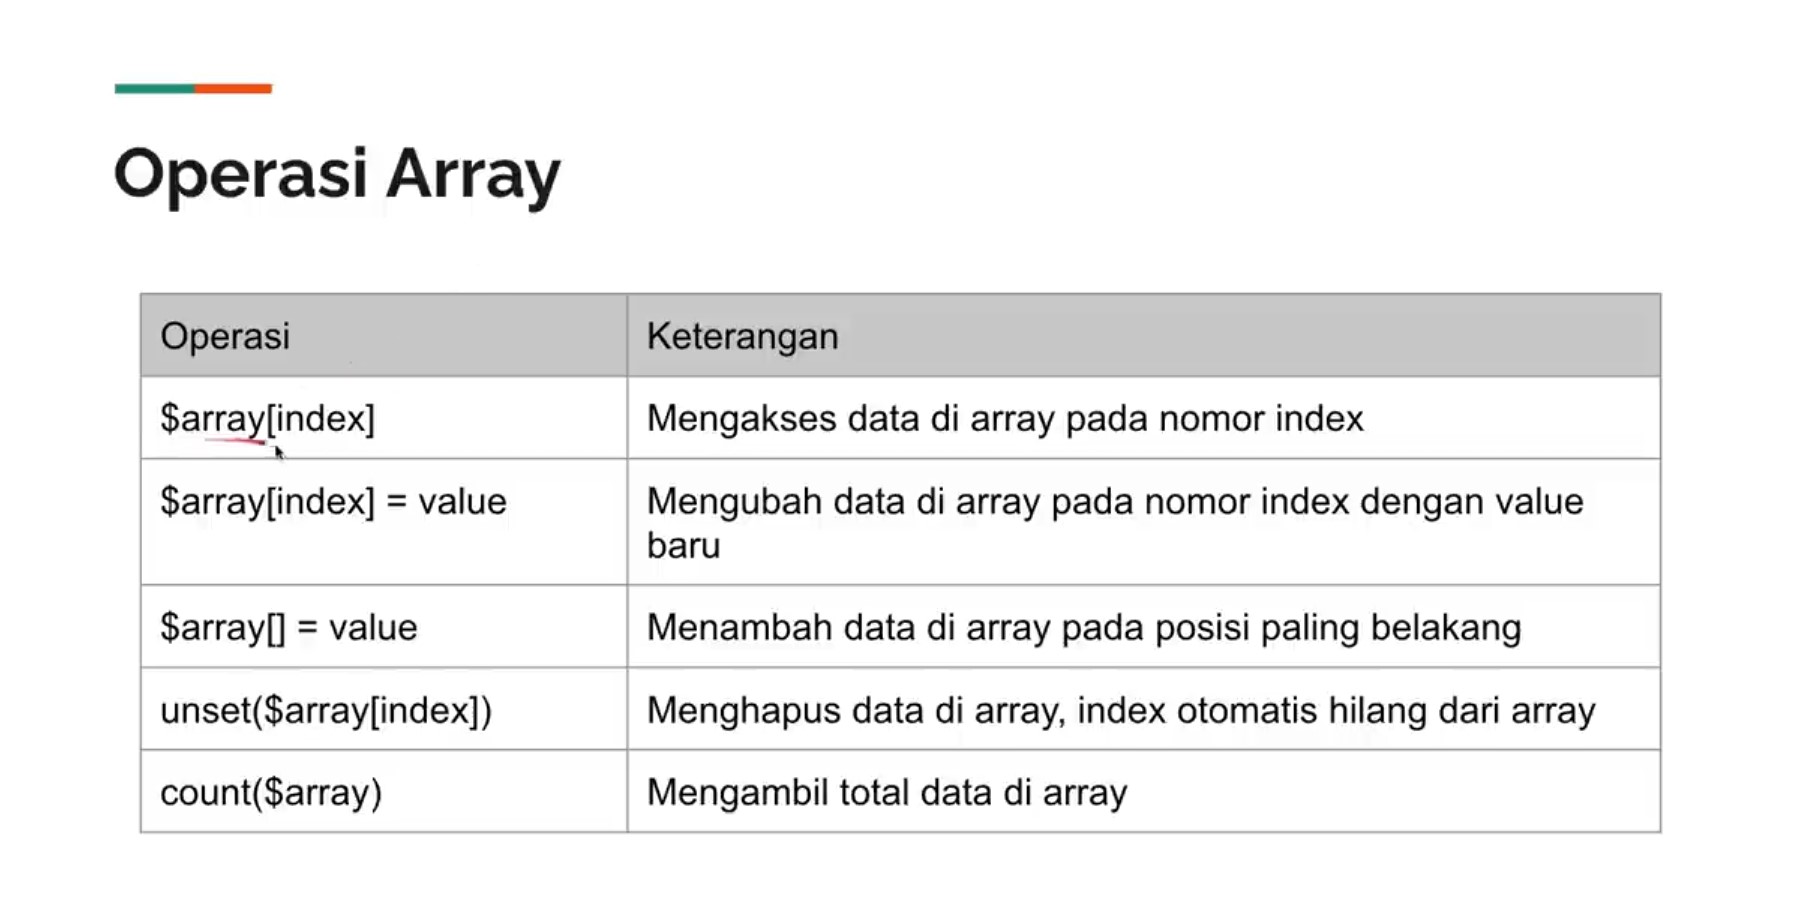 Operasi Array
Operasi
Keterangan
$array[index]
Mengakses data di array pada nomor index
$array[index] = value
Mengubah data di array pada nomor index dengan value
baru
$array[] = value
Menambah data di array pada posisi paling belakang
unset($array[index])
Menghapus data di array, index otomatis hilang dari array
count($array)
Mengambil total data di array